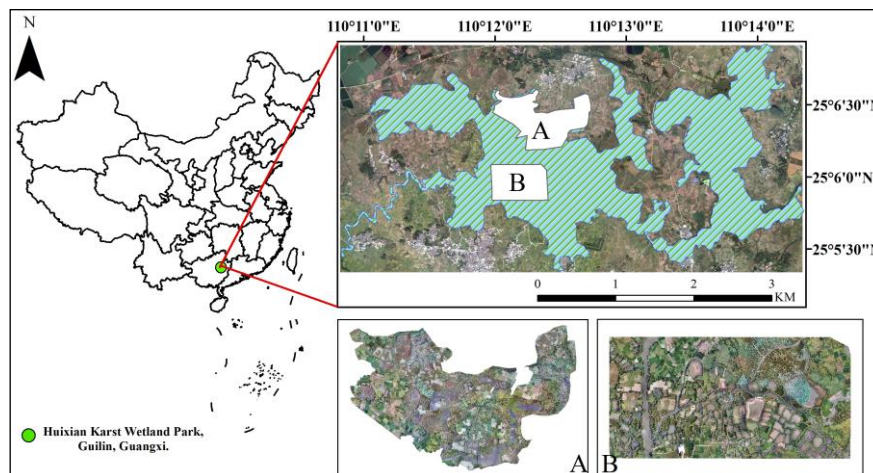 N
110°11'0"E 110°12'0"E 110°13'0"E 110°14'0"E
25°6'30"N
25°6'0"N
25°5'30"N
A
B
0 1 2 3
KM
Huixian Karst Wetland Park,
Guilin, Guangxi.
A
B